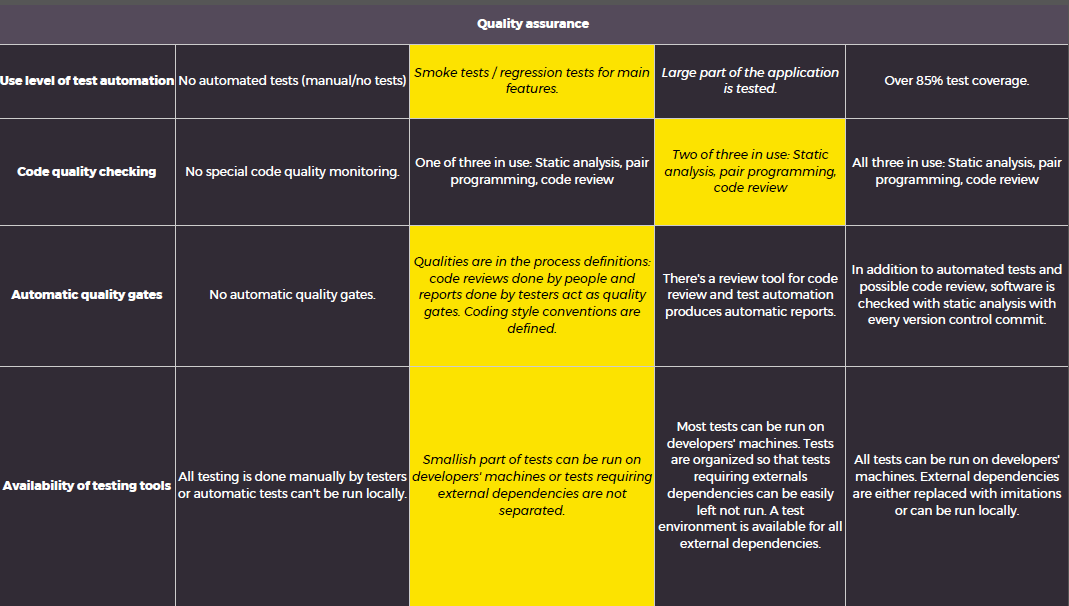 Quality assurance
Use level of test automation
No automated tests (manual/no tests)
Smoke tests / regression tests for main
features.
Large part of the application
is tested.
Over 85% test coverage.
Code quality checking
No special code quality monitoring.
One of three in use: Static analysis, pair
programming, code review
Two of three in use: Static
analysis, pair programming,
code review
All three in use: Static analysis, pair
programming, code review
Automatic quality gates
No automatic quality gates.
Qualities are in the process definitions:
code reviews done by people and
reports done by testers act as quality
gates. Coding style conventions are
defined.
There's a review tool for code
review and test automation
produces automatic reports.
In addition to automated tests and
possible code review, software is
checked with static analysis with
every version control commit.
Availability of testing tools
All testing is done manually by testers
or automatic tests can't be run locally.
Smallish part of tests can be run on
developers' machines or tests requiring
external dependencies are not
separated.
Most tests can be run on
developers' machines. Tests
are organized so that tests
requiring externals
dependencies can be easily
left not run. A test
environment is available for all
external dependencies.
All tests can be run on developers'
machines. External dependencies
are either replaced with imitations
or can be run locally.